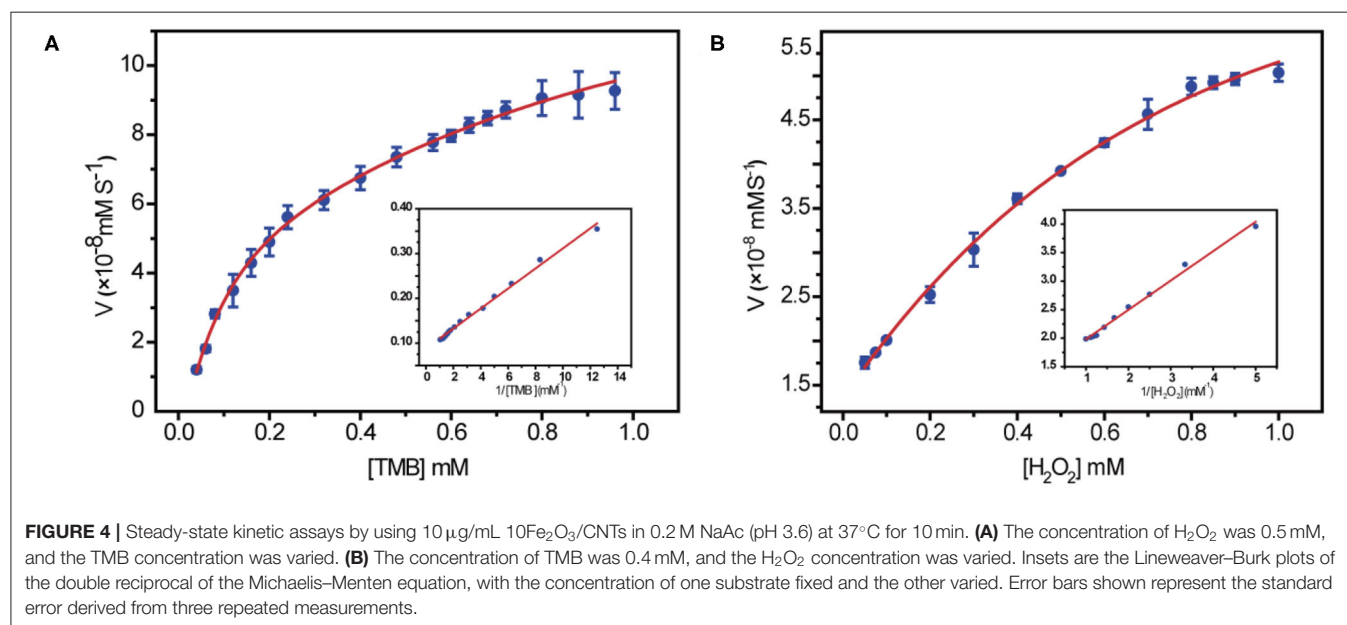 A
10
8
6
4
2
0
V (×10⁻⁸mM S⁻¹)
0.0 0.2 0.4 0.6 0.8 1.0
[TMB] mM
0.40
0.30
0.20
0.10
0 2 4 6 8 10 12 14
1/[TMB](mM⁻¹)
B
5.5
4.5
3.5
2.5
1.5
V (×10⁻⁸ mMS⁻¹)
0.0 0.2 0.4 0.6 0.8 1.0
[H₂O₂] mM
4.0
3.5
3.0
2.5
2.0
1.5
1 2 3 4 5
1/[H₂O₂](mM⁻¹)
FIGURE 4 | Steady-state kinetic assays by using 10 μg/mL 10Fe₂O₃/CNTs in 0.2 M NaAc (pH 3.6) at 37°C for 10 min. (A) The concentration of H₂O₂ was 0.5 mM,
and the TMB concentration was varied. (B) The concentration of TMB was 0.4 mM, and the H₂O₂ concentration was varied. Insets are the Lineweaver–Burk plots of
the double reciprocal of the Michaelis–Menten equation, with the concentration of one substrate fixed and the other varied. Error bars shown represent the standard
error derived from three repeated measurements.